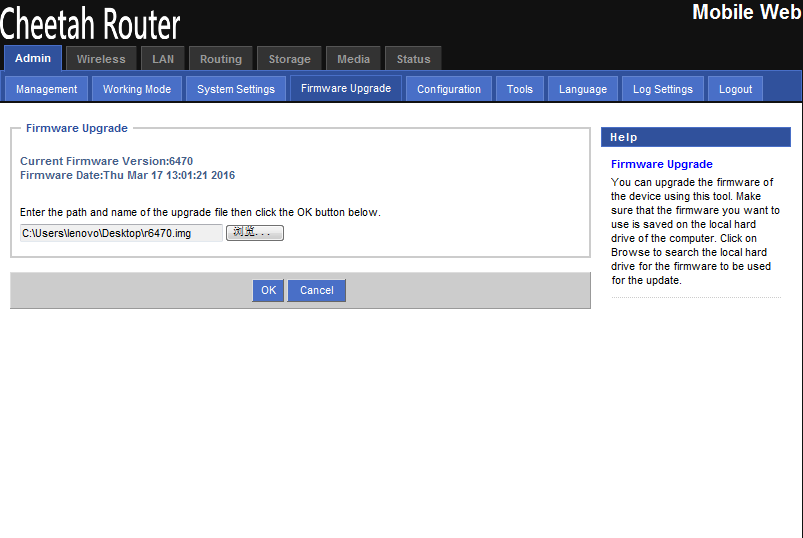 Cheetah Router
Mobile Web
Admin Wireless LAN Routing Storage Media Status
Management Working Mode System Settings Firmware Upgrade Configuration Tools Language Log Settings Logout
Firmware Upgrade
Current Firmware Version:6470
Firmware Date:Thu Mar 17 13:01:21 2016
Enter the path and name of the upgrade file then click the OK button below.
C:\Users\lenovo\Desktop\r6470.img 浏览...
OK Cancel
Help
Firmware Upgrade
You can upgrade the firmware of
the device using this tool. Make
sure that the firmware you want to
use is saved on the local hard
drive of the computer. Click on
Browse to search the local hard
drive for the firmware to be used
for the update.